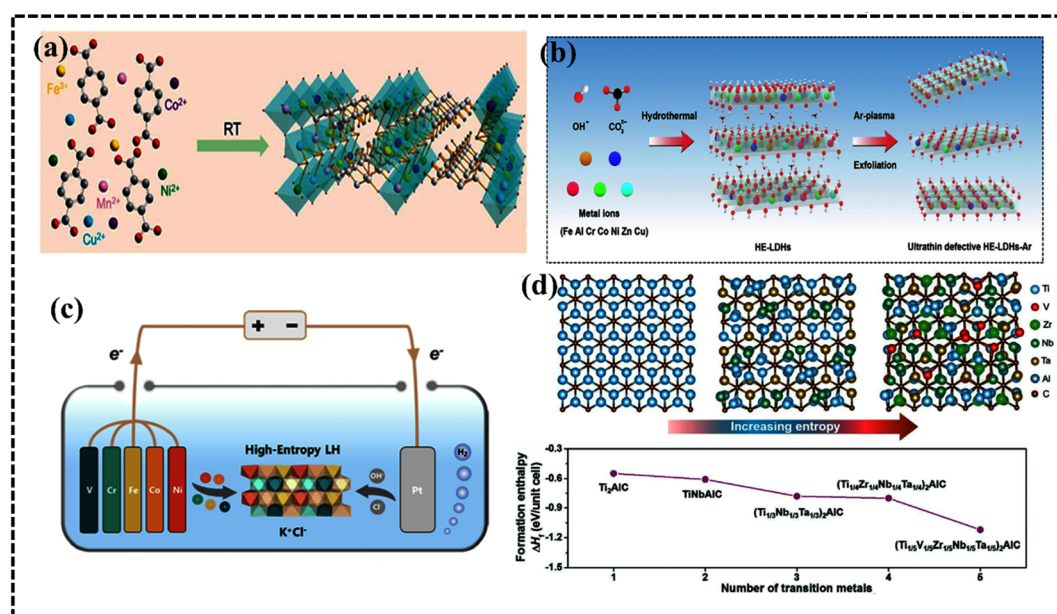 (a)
Fe³⁺
Co²⁺
RT
Ni²⁺
Mn²⁺
Cu²⁺
(b)
OH⁻
CO₃²⁻
Hydrothermal
Ar-plasma
Exfoliation
Metal ions
(Fe Al Cr Co Ni Zn Cu)
HE-LDHs
Ultrathin defective HE-LDHs-Ar
(c)
+ −
e⁻
e⁻
High-Entropy LH
H₂
V
Cr
Fe
Co
Ni
OH
Cl
Pt
K⁺Cl⁻
(d)
Ti
V
Zr
Nb
Ta
Al
C
Increasing entropy
Formation enthalpy
ΔHf (eV/unit cell)
-0.3
-0.6
-0.9
-1.2
-1.5
Ti₂AlC
TiNbAlC
(Ti₁/₃Nb₁/₃Ta₁/₃)₂AlC
(Ti₁/₄Zr₁/₄Nb₁/₄Ta₁/₄)₂AlC
(Ti₁/₅V₁/₅Zr₁/₅Nb₁/₅Ta₁/₅)₂AlC
1 2 3 4 5
Number of transition metals